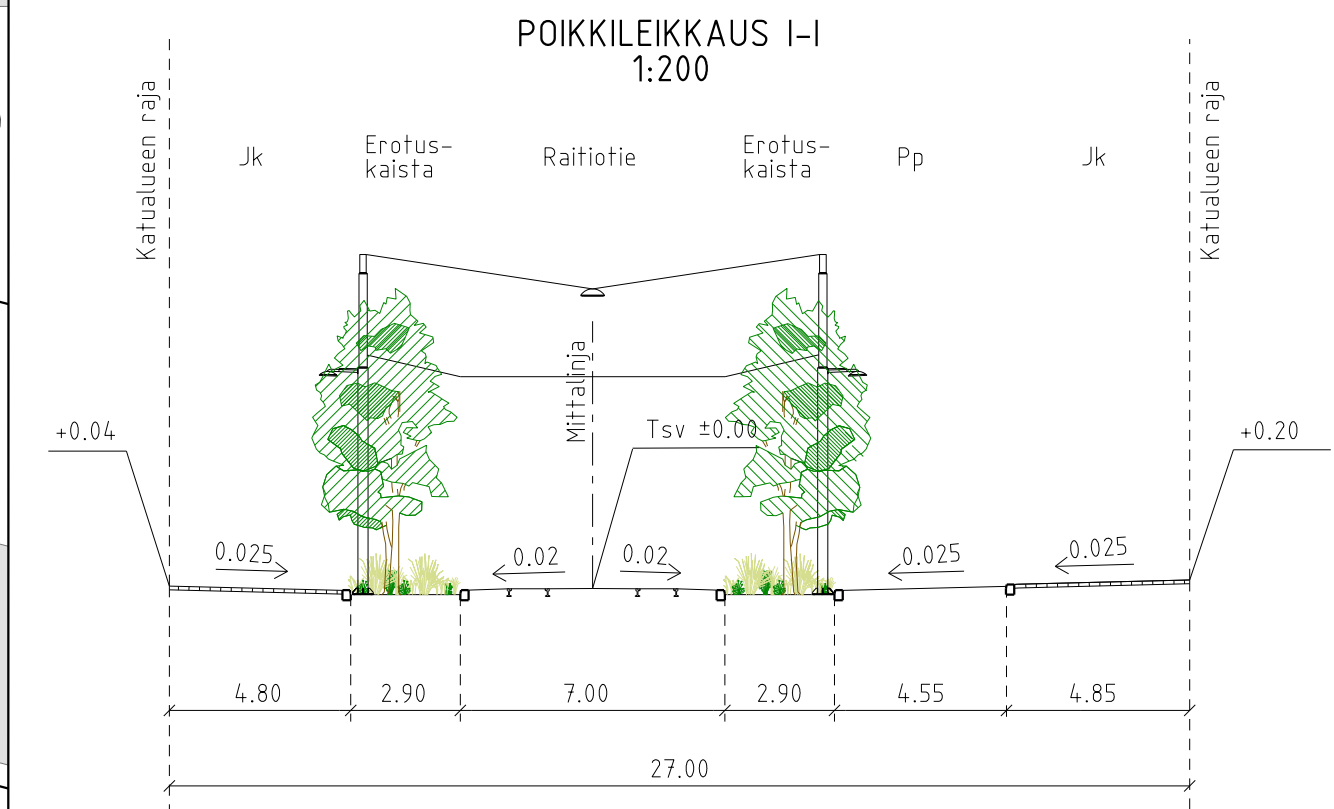 POIKKILEIKKAUS I-I
1:200
Katualueen raja
Jk
Erotus-
kaista
Raitiotie
Erotus-
kaista
Pp
Jk
Katualueen raja
Mittalinja
+0.04
Tsv ±0.00
+0.20
0.025
0.02
0.02
0.025
0.025
4.80
2.90
7.00
2.90
4.55
4.85
27.00